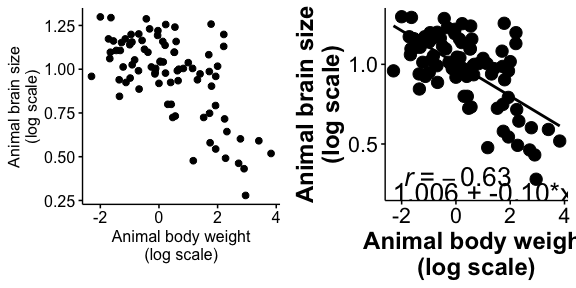 Animal brain size
(log scale)
1.25
1.00
0.75
0.50
0.25
-2
0
2
4
Animal body weight
(log scale)
Animal brain size
(log scale)
1.0
0.5
r = −0.63
1.006 + -0.10*x
-2
0
2
4
Animal body weigh
(log scale)